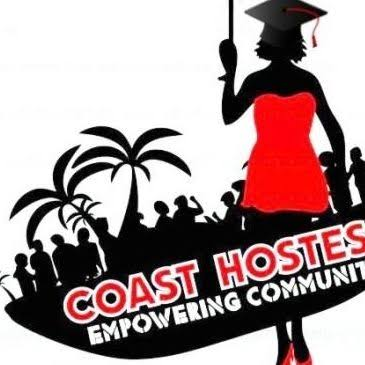 COAST HOSTES
EMPOWERING COMMUNIT